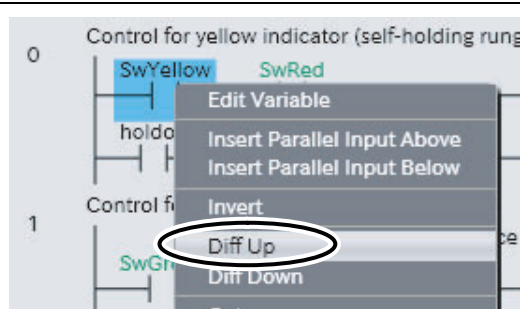 Control for yellow indicator (self-holding rung
0
SwYellow SwRed
Edit Variable
holdo
Insert Parallel Input Above
Insert Parallel Input Below
Control f
Invert
1
Diff Up
SwGr
Diff Down